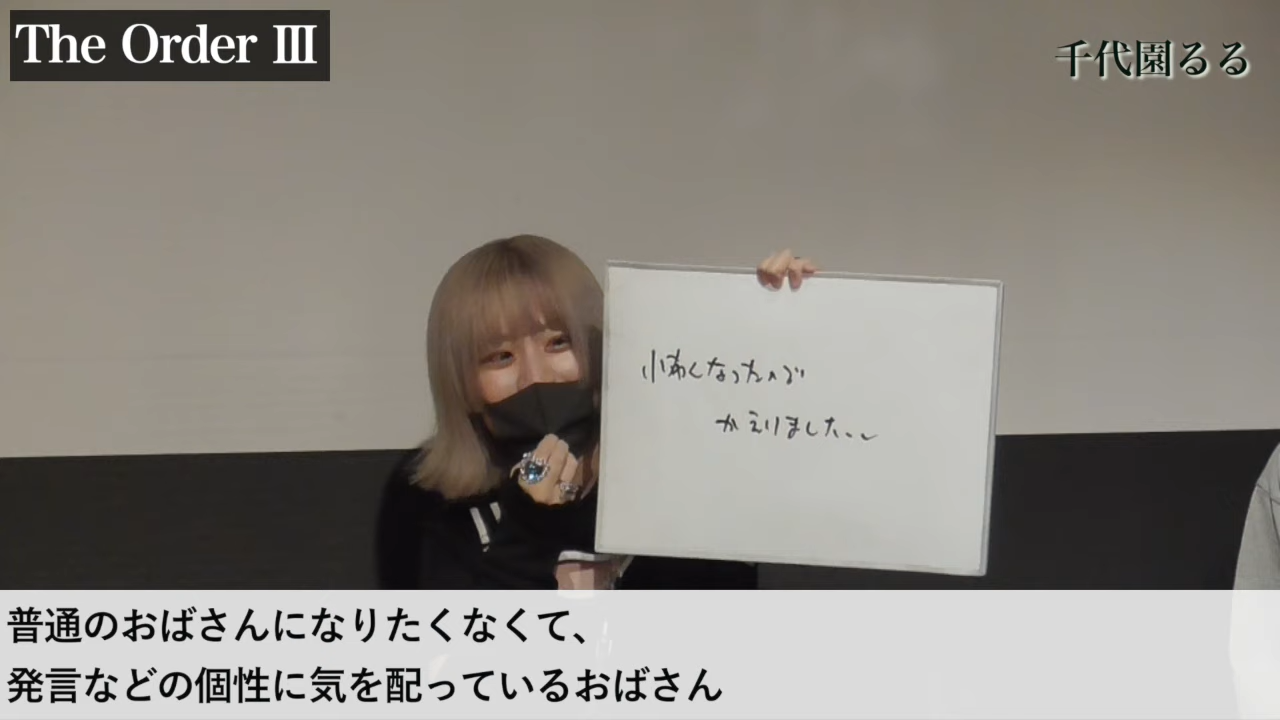 The Order Ⅲ
千代園るる
怖くなったので
かえりました、、
普通のおばさんになりたくなくて、
発言などの個性に気を配っているおばさん